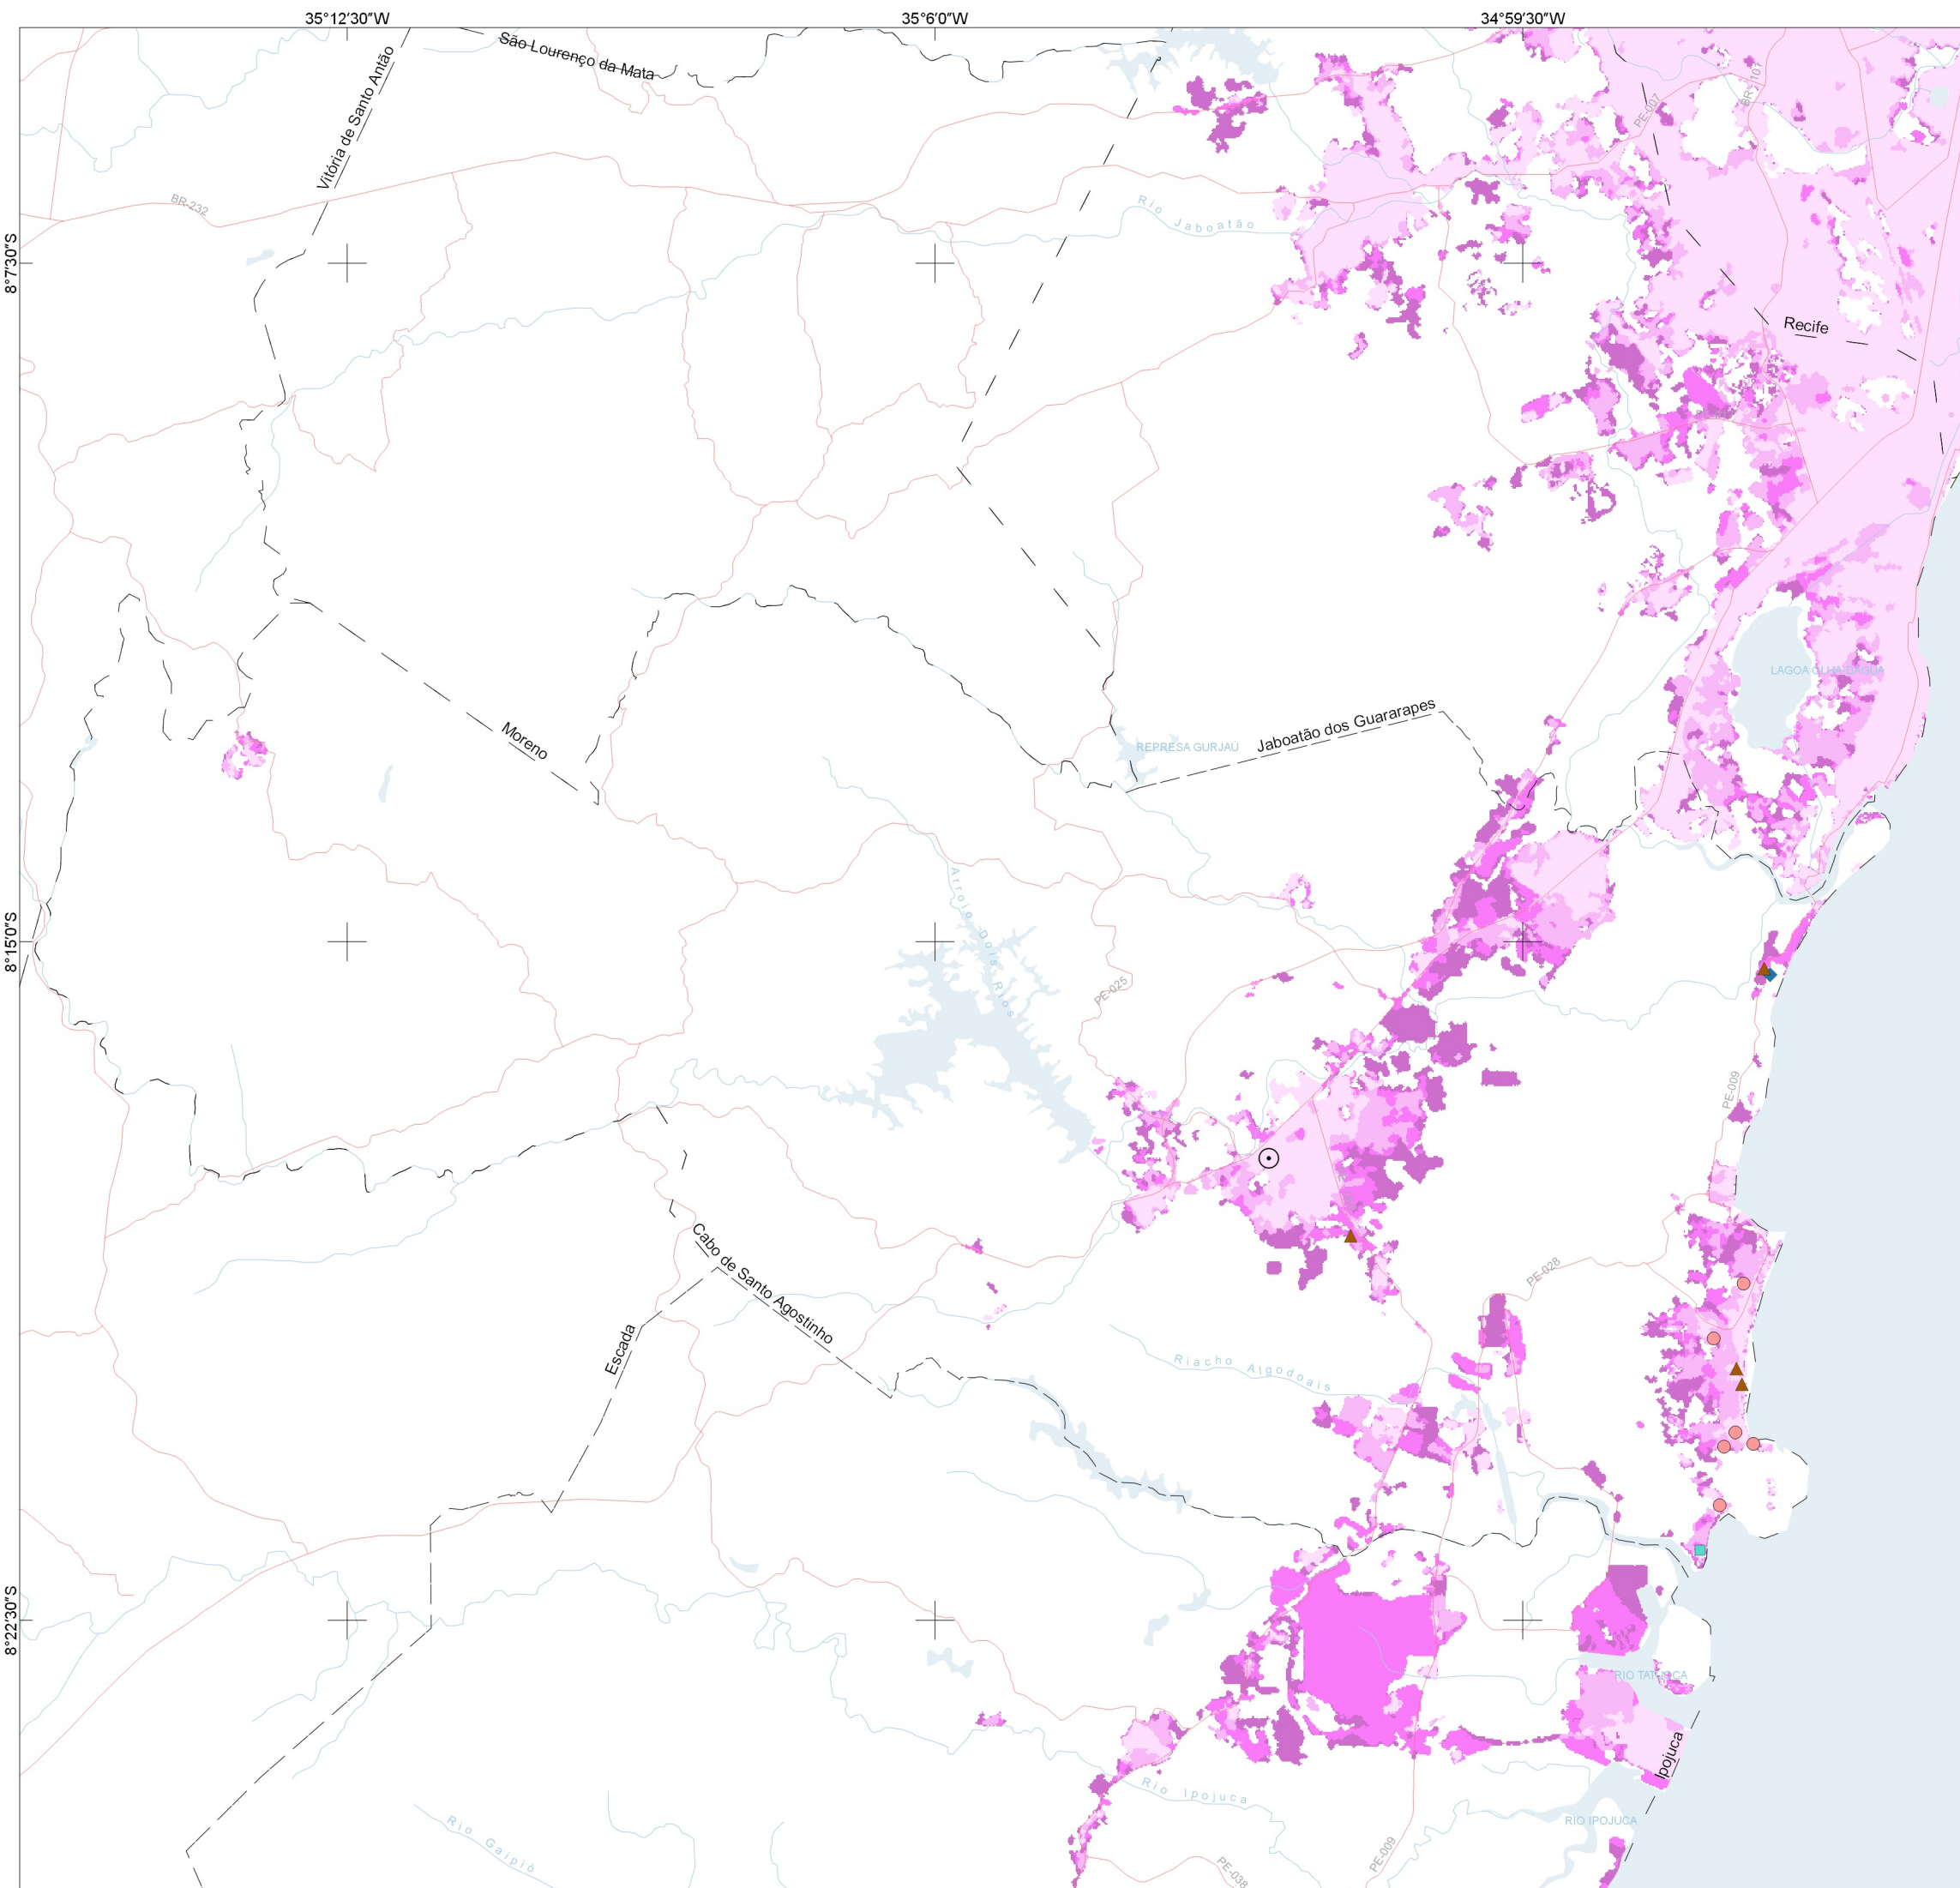 35°12'30"W
35°6'0"W
34°59'30"W
São Lourenço da Mata
Vitória de Santo Antão
BR-101
PE-007
BR-232
Rio Jaboatão
8°7'30"S
Recife
LAGOA OLHA DAGUA
Jaboatão dos Guararapes
Moreno
REPRESA GURJAÚ
Arroio Dois Rios
8°15'0"S
PE-025
PE-009
Cabo de Santo Agostinho
PE-028
Escada
Riacho Algodoais
8°22'30"S
RIO TATUOCA
Ipojuca
Rio Ipojuca
RIO IPOJUCA
Rio Gaipió
PE-009
PE-038